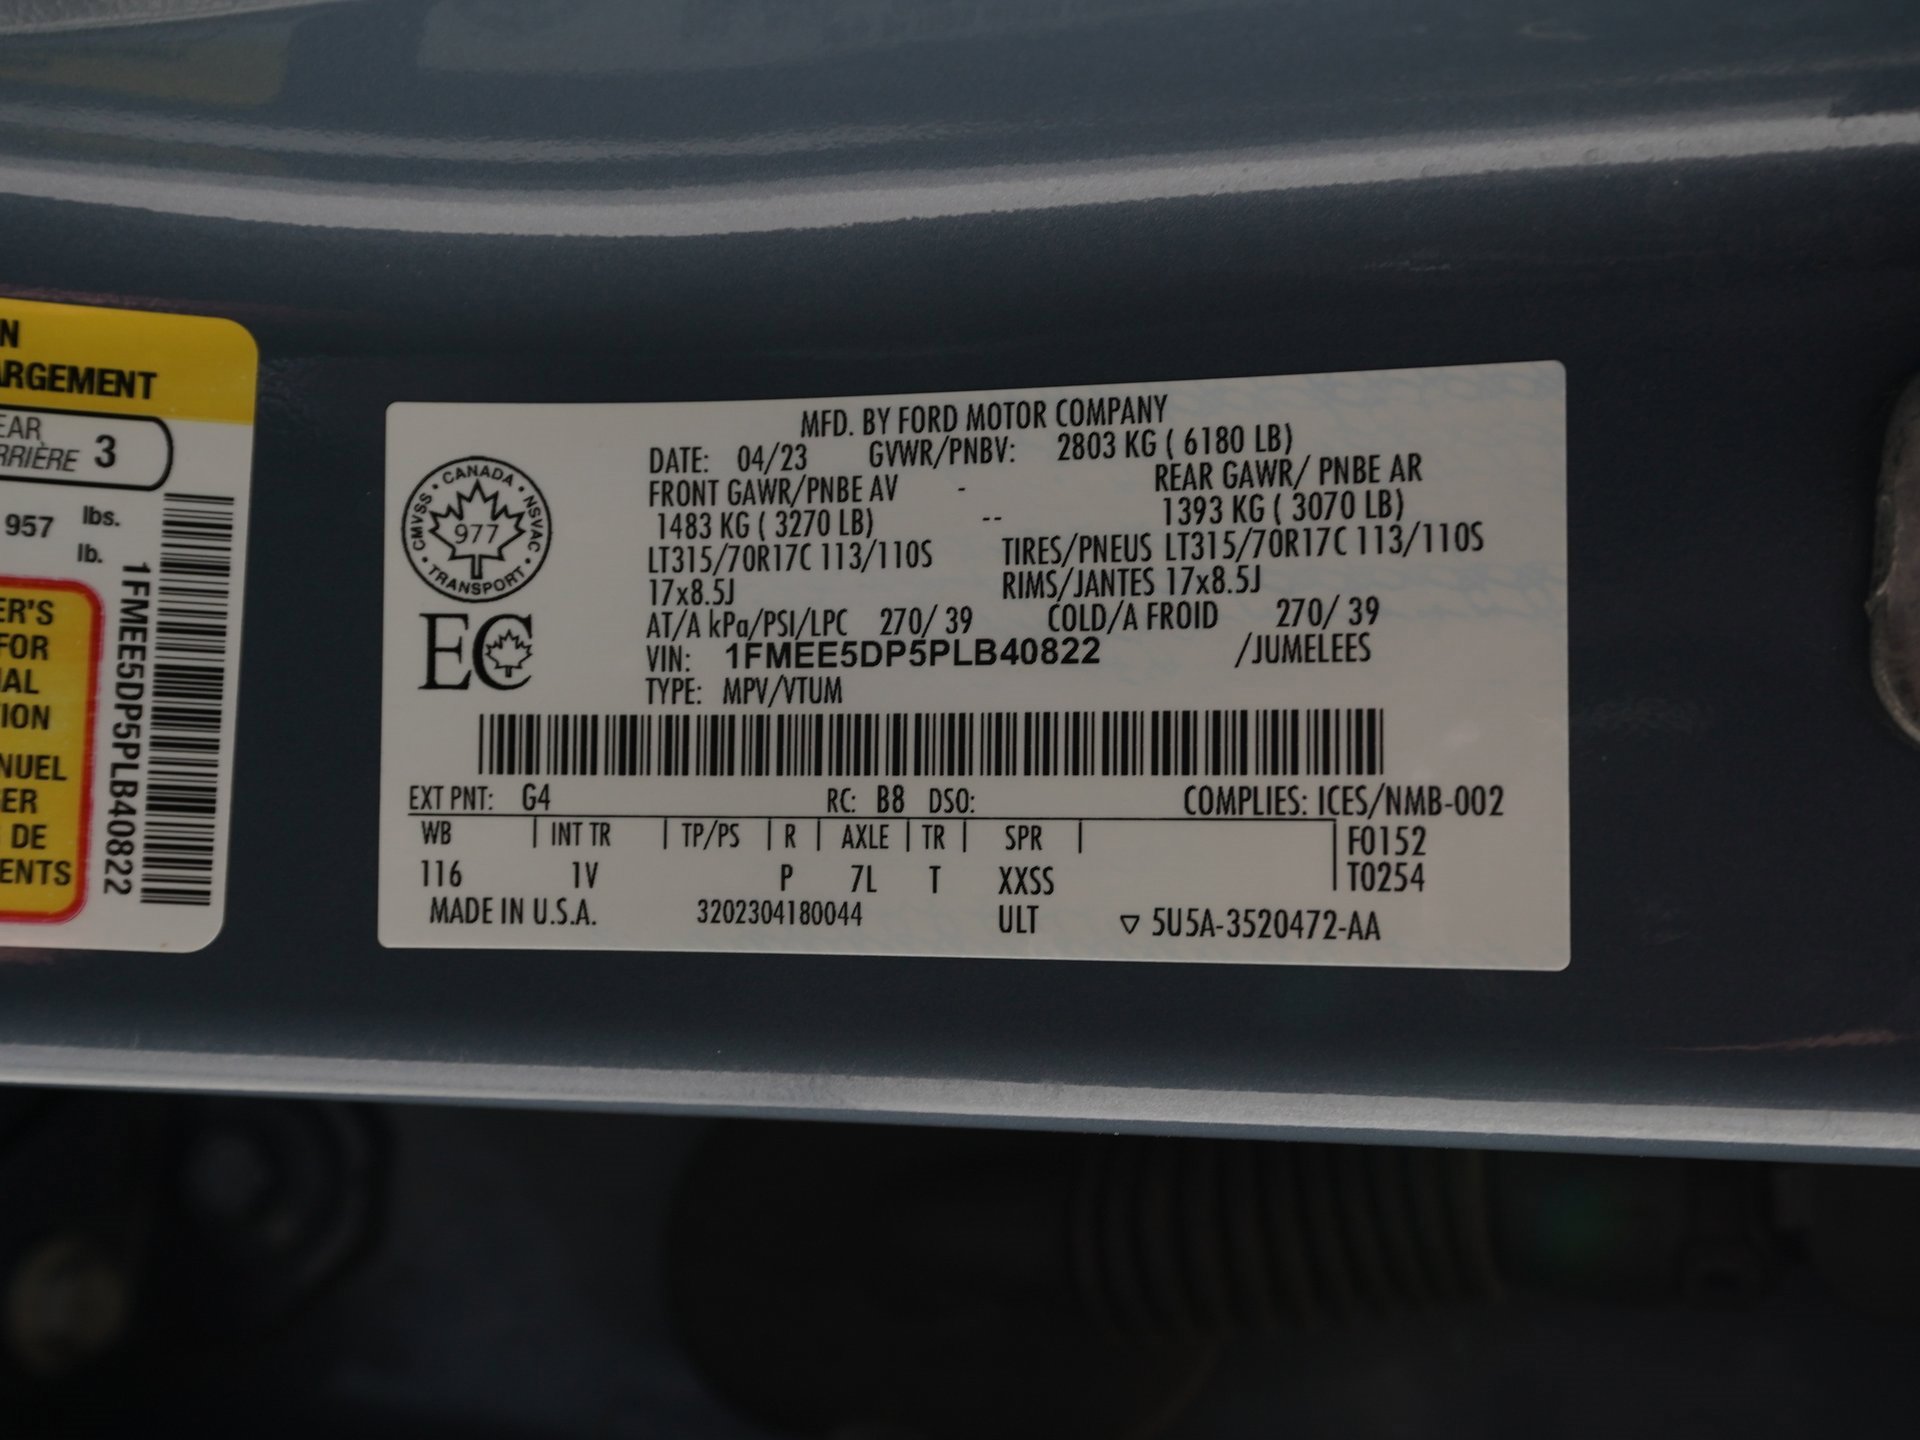 N
ARGEMENT
EAR
RRIÈRE 3
957 lbs.
lb.
1FMEE5DP5PLB40822
ER'S
FOR
IAL
ION
NUEL
ER
DE
ENTS
MFD. BY FORD MOTOR COMPANY
DATE: 04/23 GVWR/PNBV: 2803 KG ( 6180 LB)
FRONT GAWR/PNBE AV - REAR GAWR/ PNBE AR
1483 KG ( 3270 LB) -- 1393 KG ( 3070 LB)
LT315/70R17C 113/110S TIRES/PNEUS LT315/70R17C 113/110S
17x8.5J RIMS/JANTES 17x8.5J
AT/A kPa/PSI/LPC 270/ 39 COLD/A FROID 270/ 39
VIN: 1FMEE5DP5PLB40822 /JUMELEES
TYPE: MPV/VTUM
CANADA · NSVAC · TRANSPORT · CMVSS ·
977
EC
EXT PNT: G4 RC: B8 DSO: COMPLIES: ICES/NMB-002
WB | INT TR | TP/PS | R | AXLE | TR | SPR | F0152
116 1V P 7L T XXSS T0254
MADE IN U.S.A. 3202304180044 ULT ▽ 5U5A-3520472-AA